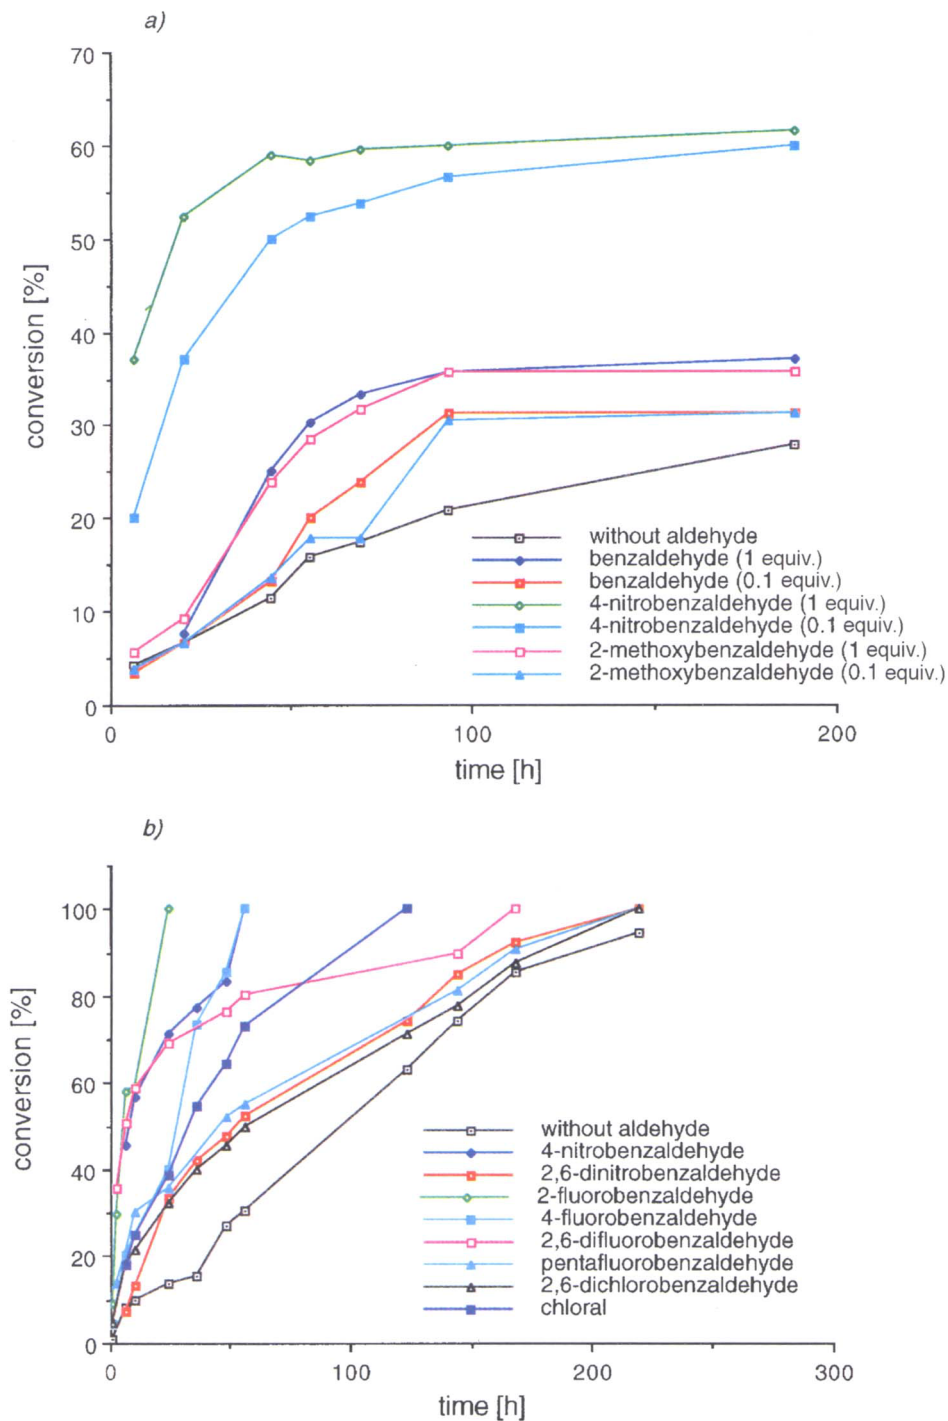 a)
70
60
50
40
30
20
10
0
conversion [%]
without aldehyde
benzaldehyde (1 equiv.)
benzaldehyde (0.1 equiv.)
4-nitrobenzaldehyde (1 equiv.)
4-nitrobenzaldehyde (0.1 equiv.)
2-methoxybenzaldehyde (1 equiv.)
2-methoxybenzaldehyde (0.1 equiv.)
0 100 200
time [h]
b)
100
80
60
40
20
0
conversion [%]
without aldehyde
4-nitrobenzaldehyde
2,6-dinitrobenzaldehyde
2-fluorobenzaldehyde
4-fluorobenzaldehyde
2,6-difluorobenzaldehyde
pentafluorobenzaldehyde
2,6-dichlorobenzaldehyde
chloral
0 100 200 300
time [h]